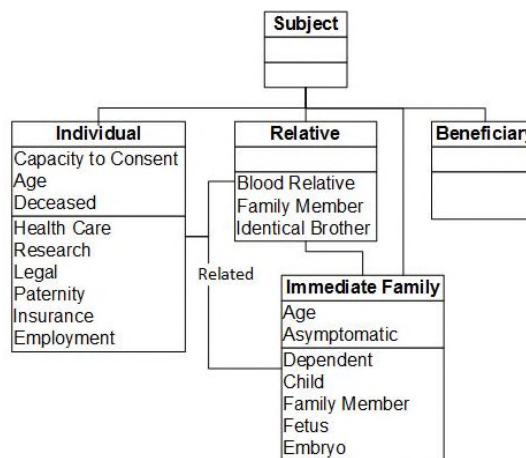 Subject
Individual
Capacity to Consent
Age
Deceased
Health Care
Research
Legal
Paternity
Insurance
Employment
Relative
Blood Relative
Family Member
Identical Brother
Beneficiary
Related
Immediate Family
Age
Asymptomatic
Dependent
Child
Family Member
Fetus
Embryo